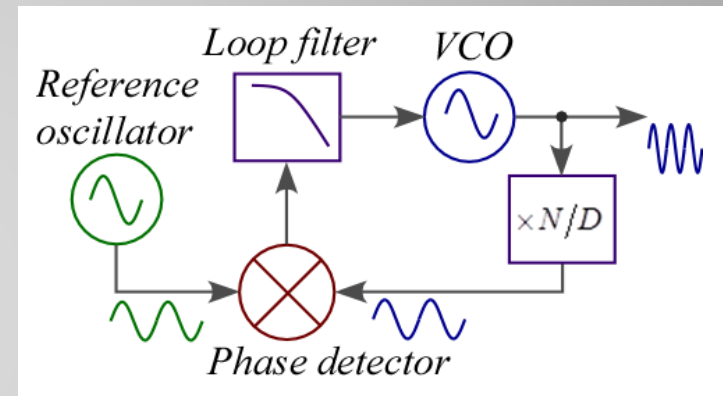 Loop filter
VCO
Reference
oscillator
×N/D
Phase detector